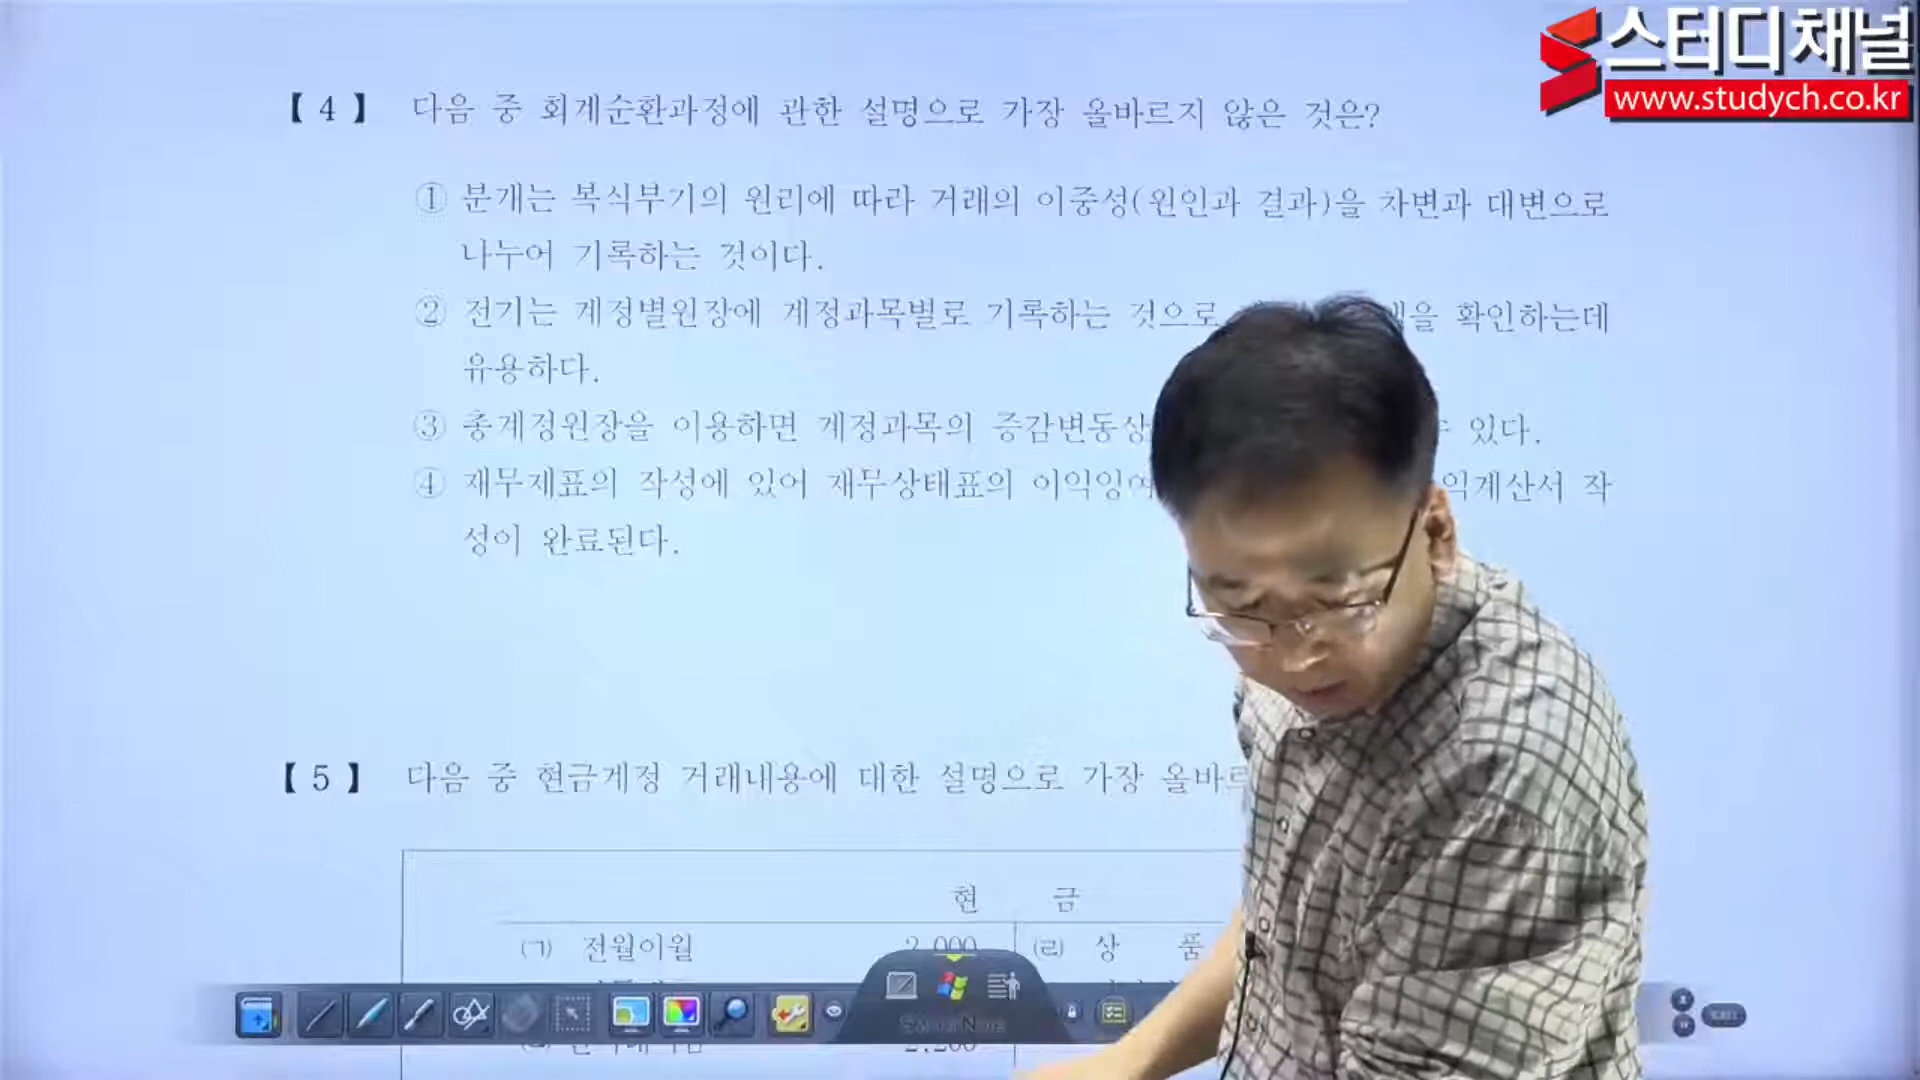 스터디채널
www.studych.co.kr
【 4 】 다음 중 회계순환과정에 관한 설명으로 가장 올바르지 않은 것은?
① 분개는 복식부기의 원리에 따라 거래의 이중성(원인과 결과)을 차변과 대변으로
나누어 기록하는 것이다.
② 전기는 계정별원장에 계정과목별로 기록하는 것으로 확인하는데
유용하다.
③ 총계정원장을 이용하면 계정과목의 증감변동상 있다.
④ 재무제표의 작성에 있어 재무상태표의 이익잉여 익계산서 작
성이 완료된다.
【 5 】 다음 중 현금계정 거래내용에 대한 설명으로 가장 올바르
현 금
㈀ 전월이월 2,000 ㈃ 상 품